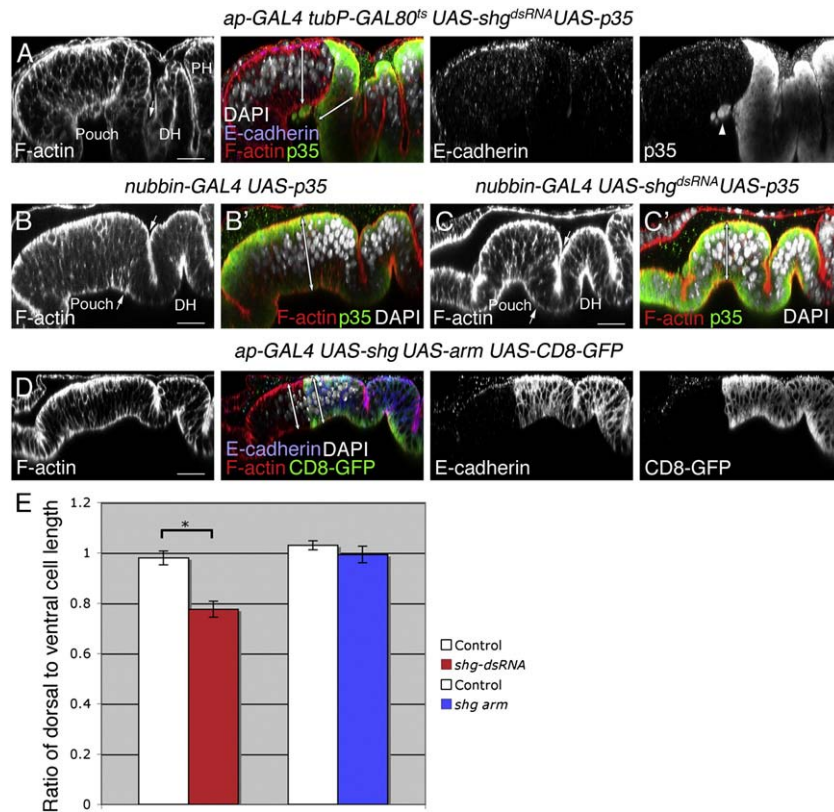 ap-GAL4 tubP-GAL80ts UAS-shgdsRNA UAS-p35
A
PH
Pouch
DH
F-actin
DAPI
E-cadherin
F-actin p35
E-cadherin
p35
nubbin-GAL4 UAS-p35
nubbin-GAL4 UAS-shgdsRNA UAS-p35
B
Pouch
DH
F-actin
B'
F-actin p35 DAPI
C
Pouch
DH
F-actin
C'
F-actin p35 DAPI
ap-GAL4 UAS-shg UAS-arm UAS-CD8-GFP
D
F-actin
E-cadherin DAPI
F-actin CD8-GFP
E-cadherin
CD8-GFP
E
Ratio of dorsal to ventral cell length
1.2
1
0.8
0.6
0.4
0.2
0
*
Control
shg-dsRNA
Control
shg arm